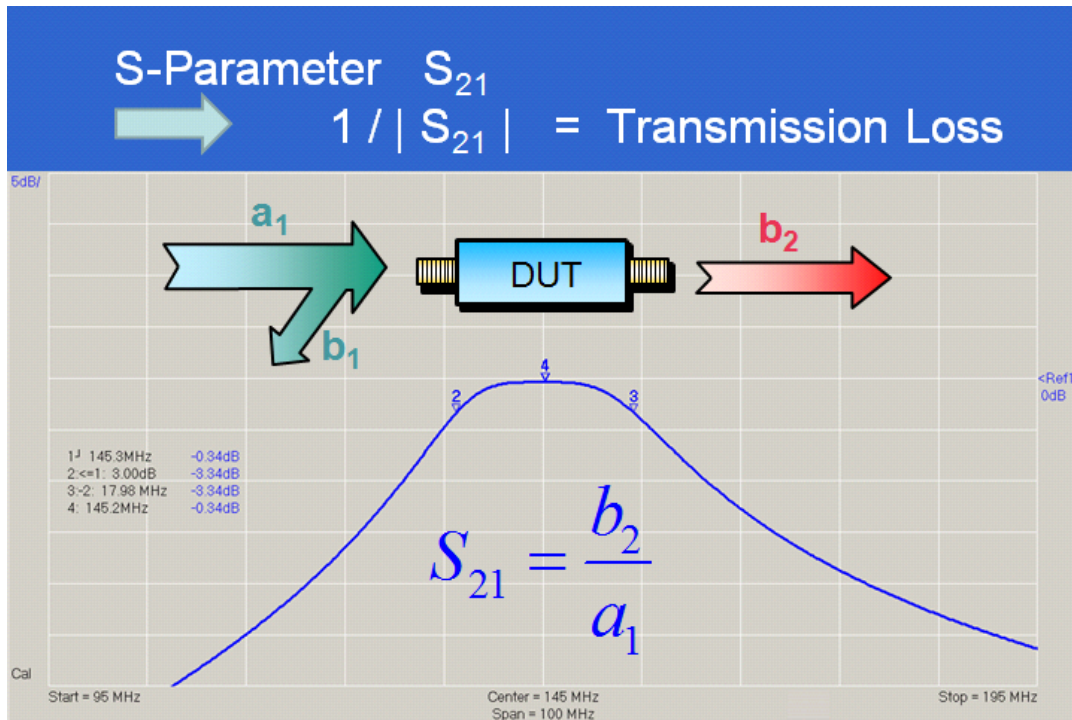 S-Parameter S21
1 / | S21 | = Transmission Loss
5dB/
a1
b2
DUT
b1
4
2
3
<Ref1
0dB
1┘ 145.3MHz -0.34dB
2:<=1: 3.00dB -3.34dB
3:-2: 17.98 MHz -3.34dB
4: 145.2MHz -0.34dB
S21 = b2 / a1
Cal
Start = 95 MHz Center = 145 MHz Stop = 195 MHz
Span = 100 MHz